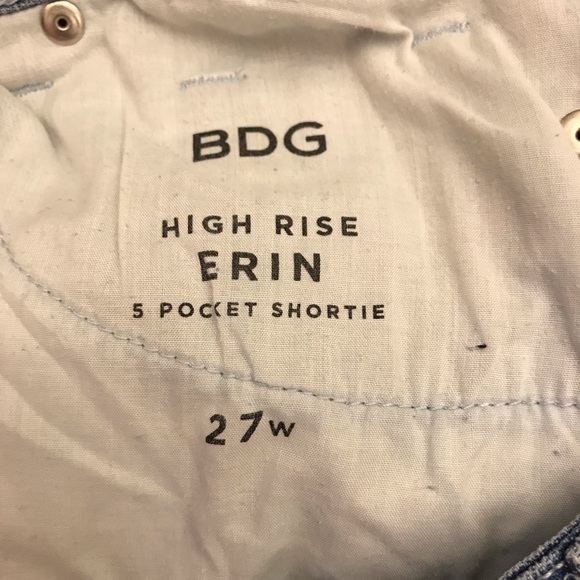 BDG
HIGH RISE
ERIN
5 POCKET SHORTIE
27W